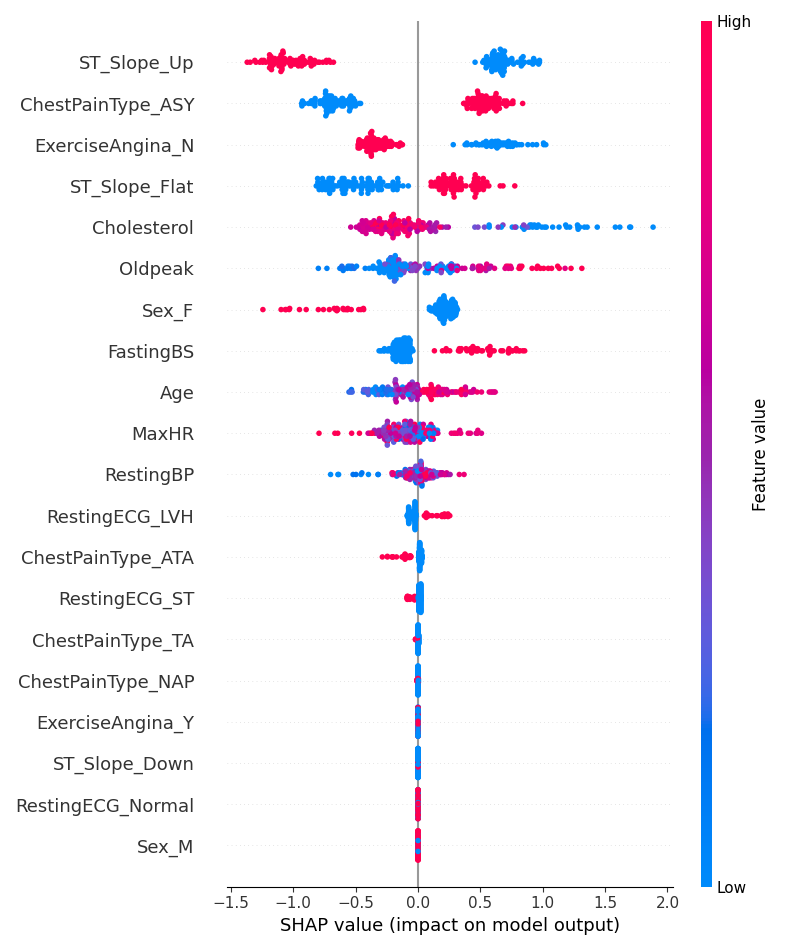 High
ST_Slope_Up
ChestPainType_ASY
ExerciseAngina_N
ST_Slope_Flat
Cholesterol
Oldpeak
Sex_F
FastingBS
Age
MaxHR
RestingBP
RestingECG_LVH
ChestPainType_ATA
RestingECG_ST
ChestPainType_TA
ChestPainType_NAP
ExerciseAngina_Y
ST_Slope_Down
RestingECG_Normal
Sex_M
Feature value
Low
−1.5 −1.0 −0.5 0.0 0.5 1.0 1.5 2.0
SHAP value (impact on model output)